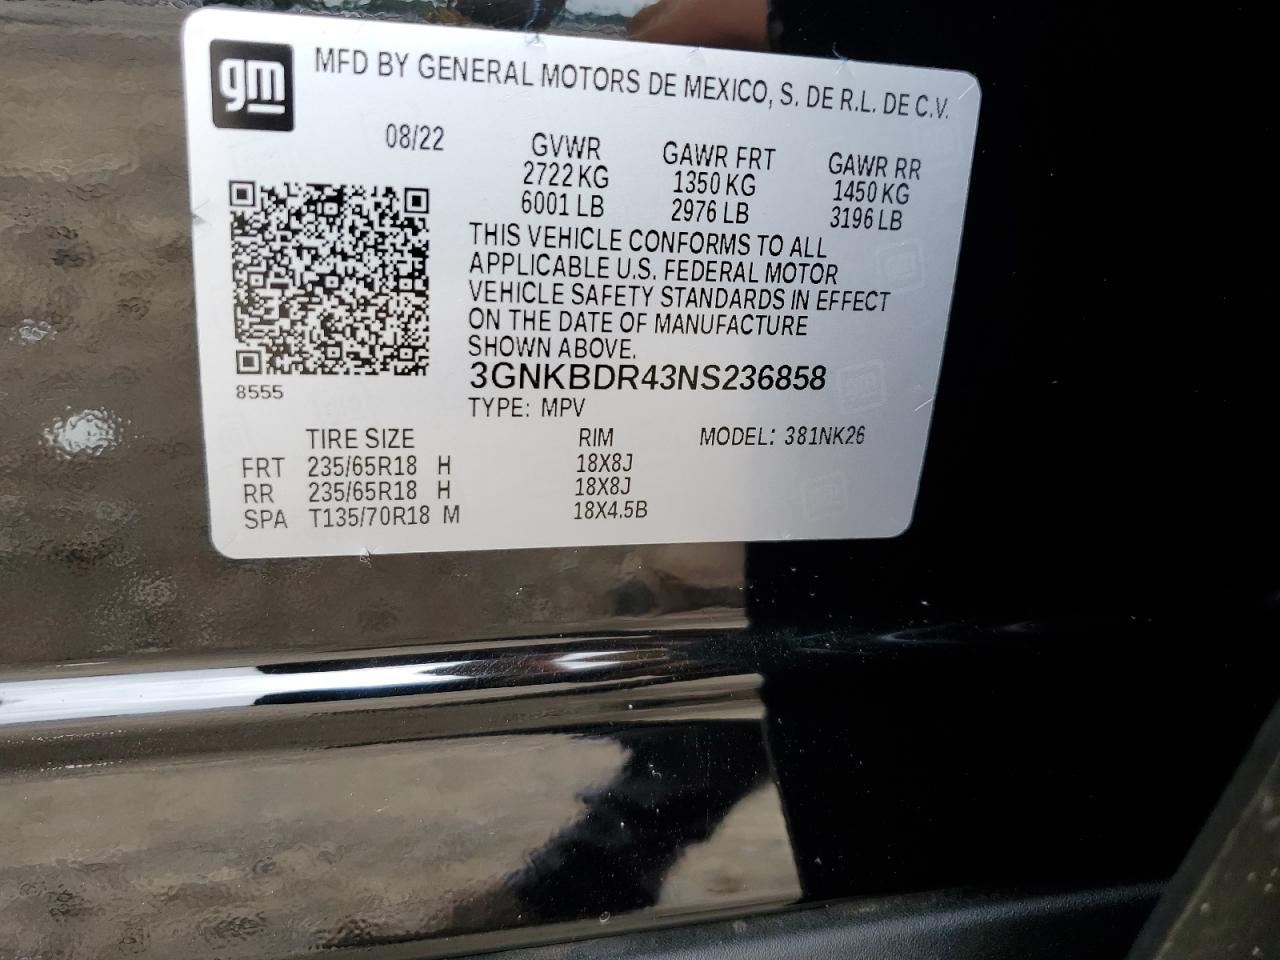 gm
MFD BY GENERAL MOTORS DE MEXICO, S. DE R.L. DE C.V.
08/22 GVWR GAWR FRT GAWR RR
2722 KG 1350 KG 1450 KG
6001 LB 2976 LB 3196 LB
THIS VEHICLE CONFORMS TO ALL
APPLICABLE U.S. FEDERAL MOTOR
VEHICLE SAFETY STANDARDS IN EFFECT
ON THE DATE OF MANUFACTURE
SHOWN ABOVE.
8555 3GNKBDR43NS236858
TYPE: MPV
TIRE SIZE RIM MODEL: 381NK26
FRT 235/65R18 H 18X8J
RR 235/65R18 H 18X8J
SPA T135/70R18 M 18X4.5B